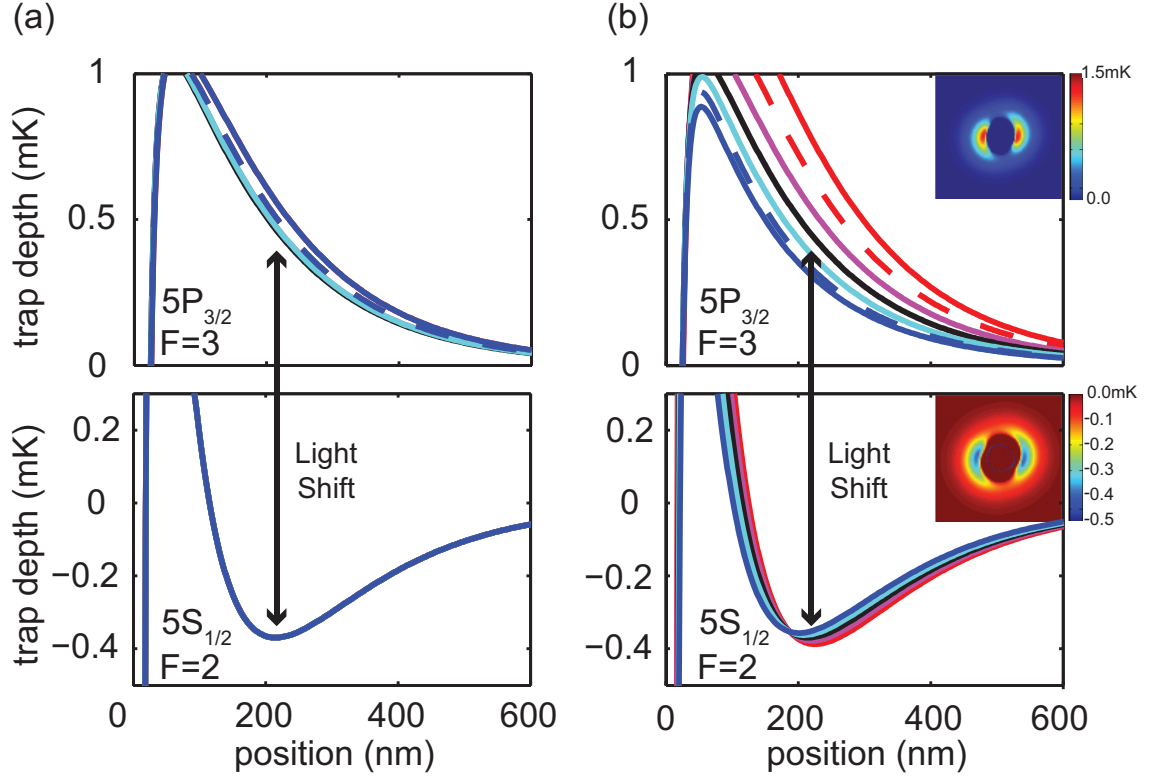 (a)
(b)
trap depth (mK)
1
0.5
0
5P3/2
F=3
1
0.5
0
5P3/2
F=3
1.5mK
0.0
trap depth (mK)
0.2
0
−0.2
−0.4
Light
Shift
5S1/2
F=2
0 200 400 600
position (nm)
0.2
0
−0.2
−0.4
Light
Shift
5S1/2
F=2
0.0mK
-0.1
-0.2
-0.3
-0.4
-0.5
0 200 400 600
position (nm)